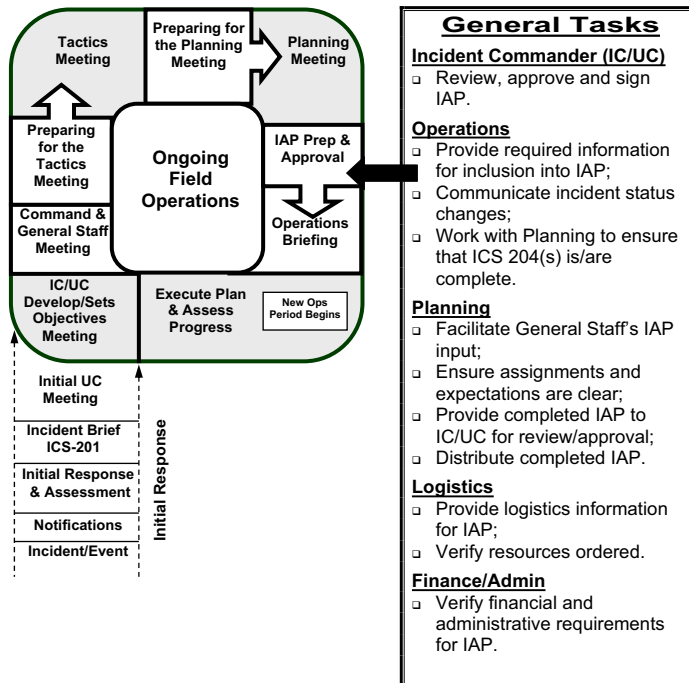 Tactics
Meeting
Preparing for
the Planning
Meeting
Planning
Meeting
Preparing
for the
Tactics
Meeting
Ongoing
Field
Operations
IAP Prep &
Approval
Command &
General Staff
Meeting
Operations
Briefing
IC/UC
Develop/Sets
Objectives
Meeting
Execute Plan
& Assess
Progress
New Ops
Period Begins
Initial UC
Meeting
Incident Brief
ICS-201
Initial Response
& Assessment
Notifications
Incident/Event
Initial Response
General Tasks
Incident Commander (IC/UC)
❑ Review, approve and sign
IAP.
Operations
❑ Provide required information
for inclusion into IAP;
❑ Communicate incident status
changes;
❑ Work with Planning to ensure
that ICS 204(s) is/are
complete.
Planning
❑ Facilitate General Staff’s IAP
input;
❑ Ensure assignments and
expectations are clear;
❑ Provide completed IAP to
IC/UC for review/approval;
❑ Distribute completed IAP.
Logistics
❑ Provide logistics information
for IAP;
❑ Verify resources ordered.
Finance/Admin
❑ Verify financial and
administrative requirements
for IAP.